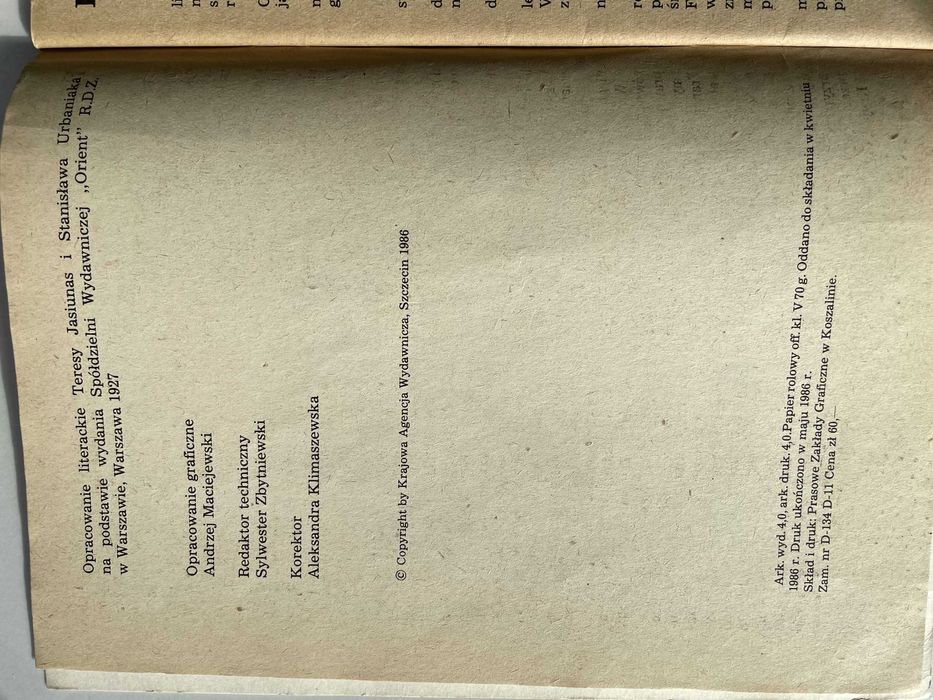 Opracowanie literackie Teresy Jasiunas i Stanisława Urbaniaka
na podstawie wydania Spółdzielni Wydawniczej ,,Orient" R.D.Z.
w Warszawie, Warszawa 1927
Opracowanie graficzne
Andrzej Maciejewski
Redaktor techniczny
Sylwester Zbytniewski
Korektor
Aleksandra Klimaszewska
© Copyright by Krajowa Agencja Wydawnicza, Szczecin 1986
Ark. wyd. 4,0, ark. druk. 4,0.Papier rolowy off. kl. V 70 g. Oddano do składania w kwietniu
1986 r. Druk ukończono w maju 1986 r.
Skład i druk: Prasowe Zakłady Graficzne w Koszalinie.
Zam. nr D-134 D-11 Cena zł 60,—